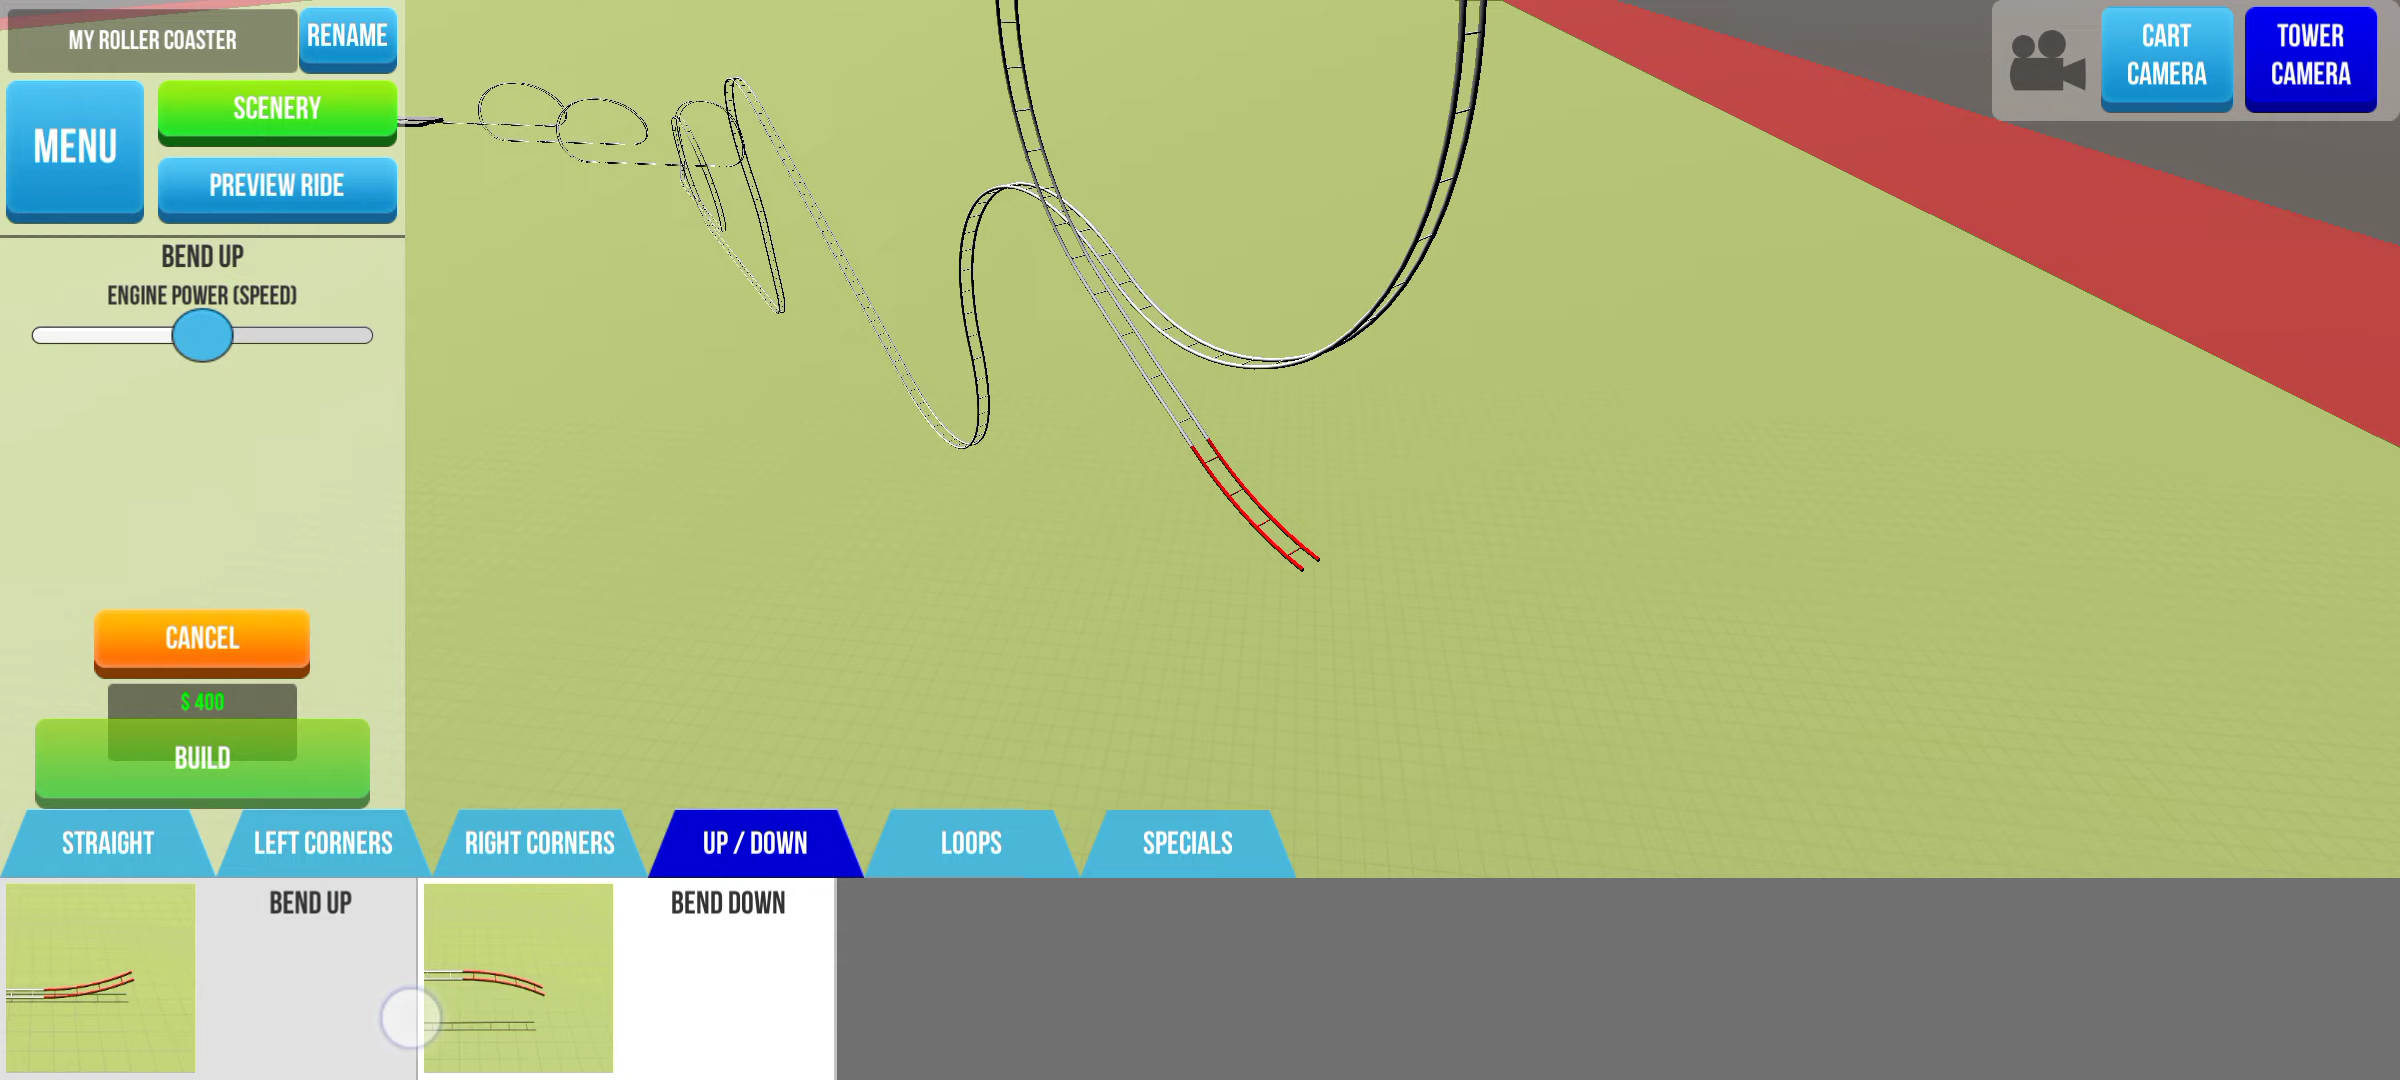 MY ROLLER COASTER
RENAME
MENU
SCENERY
PREVIEW RIDE
CART
CAMERA
TOWER
CAMERA
BEND UP
ENGINE POWER (SPEED)
CANCEL
$ 400
BUILD
STRAIGHT
LEFT CORNERS
RIGHT CORNERS
UP / DOWN
LOOPS
SPECIALS
BEND UP
BEND DOWN